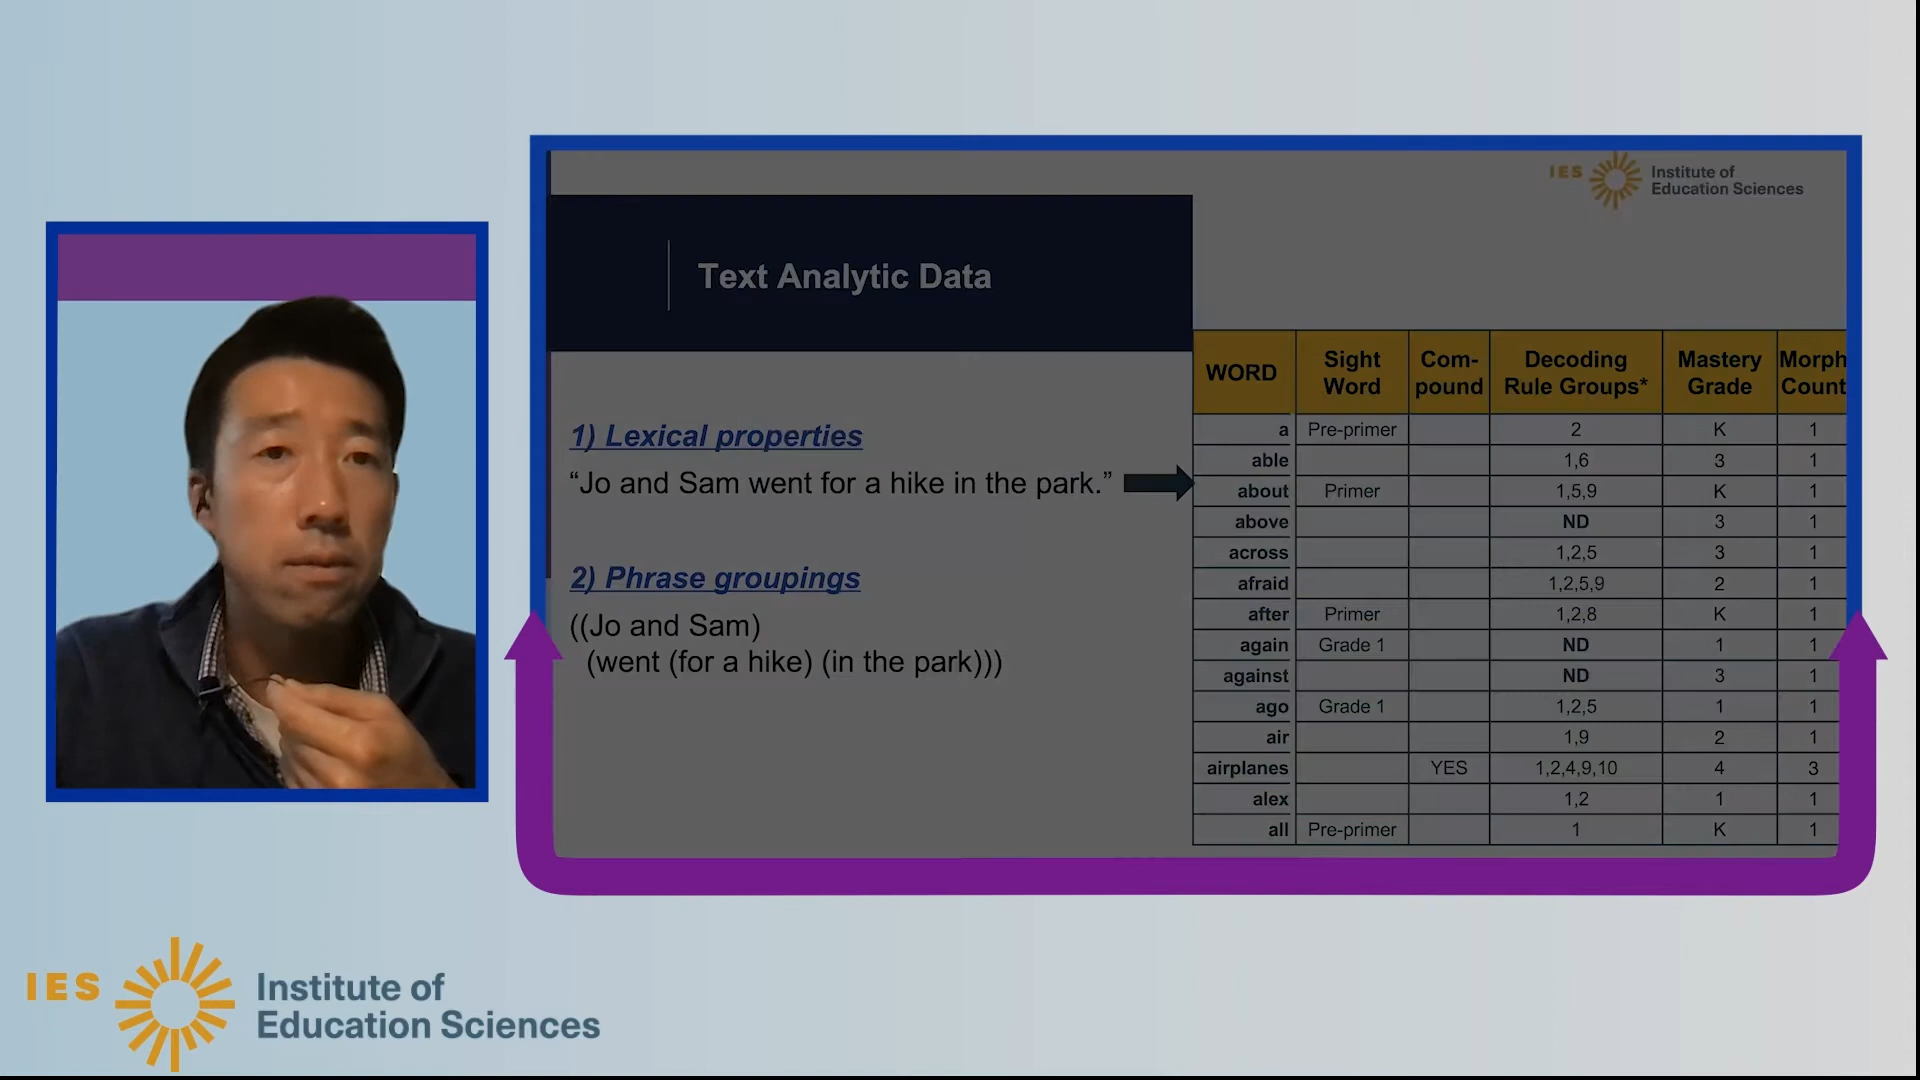 IES Institute of
Education Sciences
Text Analytic Data
1) Lexical properties
“Jo and Sam went for a hike in the park.”
2) Phrase groupings
((Jo and Sam)
(went (for a hike) (in the park)))
WORD Sight Word Com-pound Decoding Rule Groups* Mastery Grade Morph Count
a Pre-primer 2 K 1
able 1,6 3 1
about Primer 1,5,9 K 1
above ND 3 1
across 1,2,5 3 1
afraid 1,2,5,9 2 1
after Primer 1,2,8 K 1
again Grade 1 ND 1 1
against ND 3 1
ago Grade 1 1,2,5 1 1
air 1,9 2 1
airplanes YES 1,2,4,9,10 4 3
alex 1,2 1 1
all Pre-primer 1 K 1
IES Institute of
Education Sciences